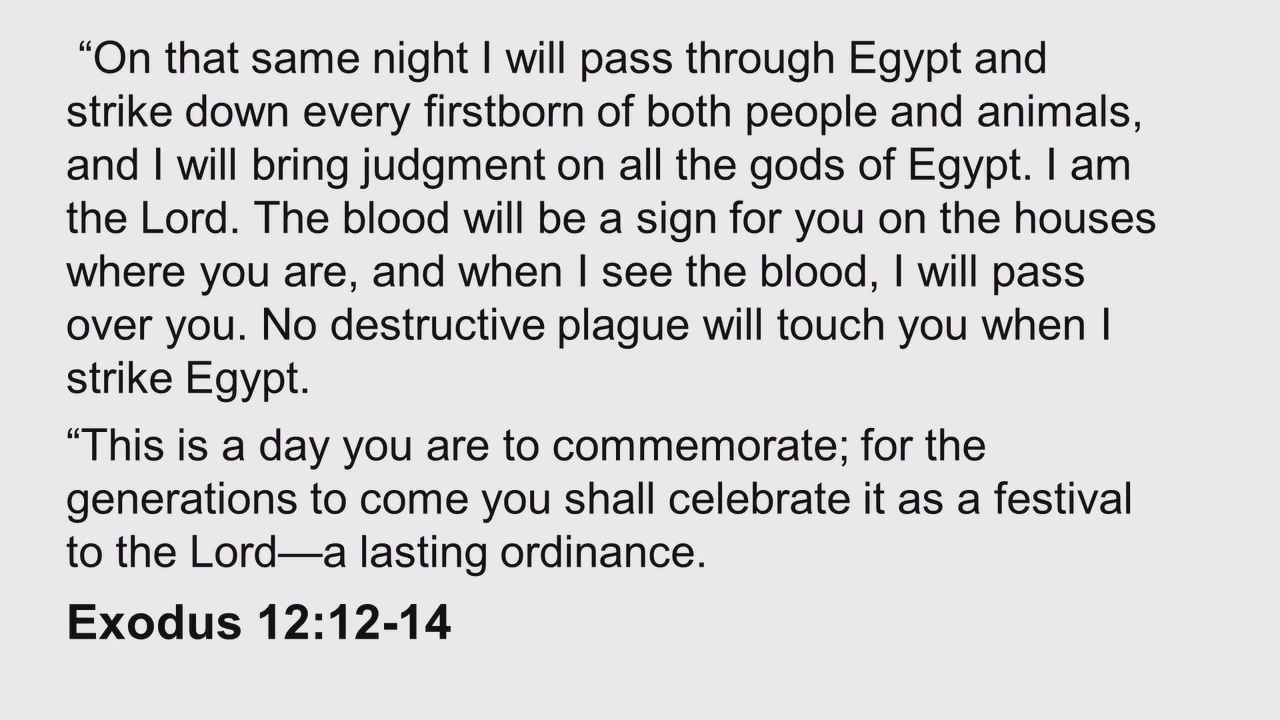 “On that same night I will pass through Egypt and
strike down every firstborn of both people and animals,
and I will bring judgment on all the gods of Egypt. I am
the Lord. The blood will be a sign for you on the houses
where you are, and when I see the blood, I will pass
over you. No destructive plague will touch you when I
strike Egypt.
“This is a day you are to commemorate; for the
generations to come you shall celebrate it as a festival
to the Lord—a lasting ordinance.
Exodus 12:12-14